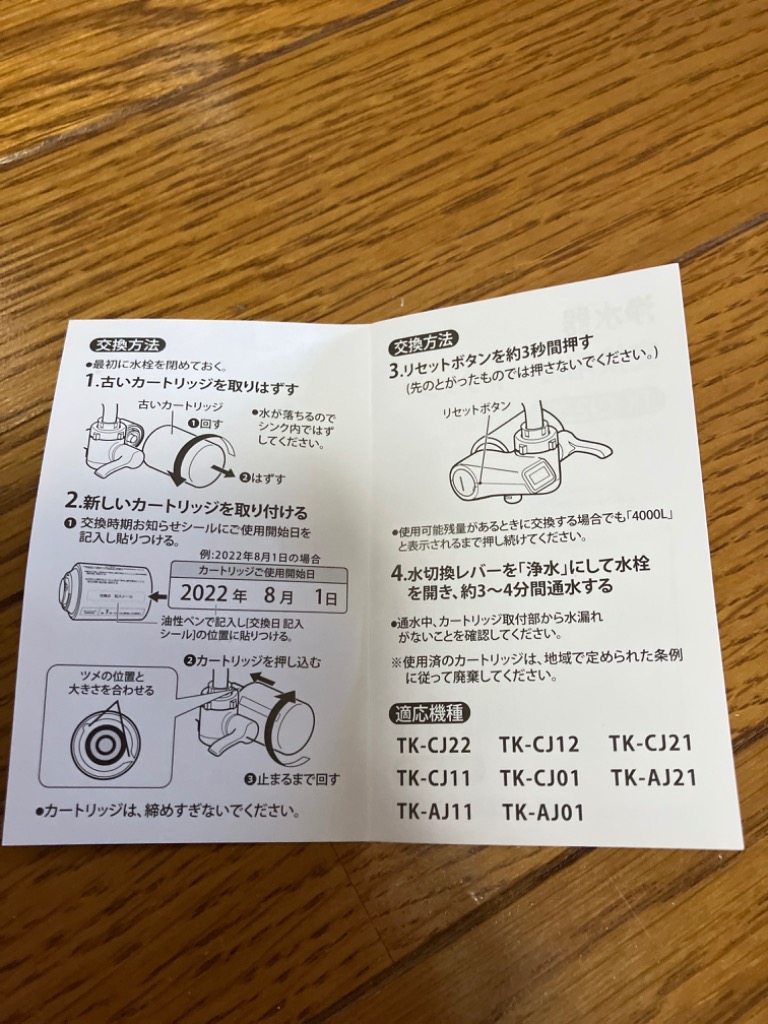 交換方法
●最初に水栓を閉めておく。
1.古いカートリッジを取りはずす
古いカートリッジ
❶回す
●水が落ちるので
シンク内ではず
してください。
❷はずす
2.新しいカートリッジを取り付ける
❶ 交換時期お知らせシールにご使用開始日を
記入し貼りつける。
例:2022年8月1日の場合
カートリッジご使用開始日
2022年 8月 1日
油性ペンで記入し[交換日 記入
シール]の位置に貼りつける。
❷カートリッジを押し込む
ツメの位置と
大きさを合わせる
❸止まるまで回す
●カートリッジは、締めすぎないでください。
交換方法
3.リセットボタンを約3秒間押す
(先のとがったものでは押さないでください。)
リセットボタン
●使用可能残量があるときに交換する場合でも「4000L」
と表示されるまで押し続けてください。
4.水切換レバーを「浄水」にして水栓
を開き、約3〜4分間通水する
●通水中、カートリッジ取付部から水漏れ
がないことを確認してください。
※使用済のカートリッジは、地域で定められた条例
に従って廃棄してください。
適応機種
TK-CJ22 TK-CJ12 TK-CJ21
TK-CJ11 TK-CJ01 TK-AJ21
TK-AJ11 TK-AJ01